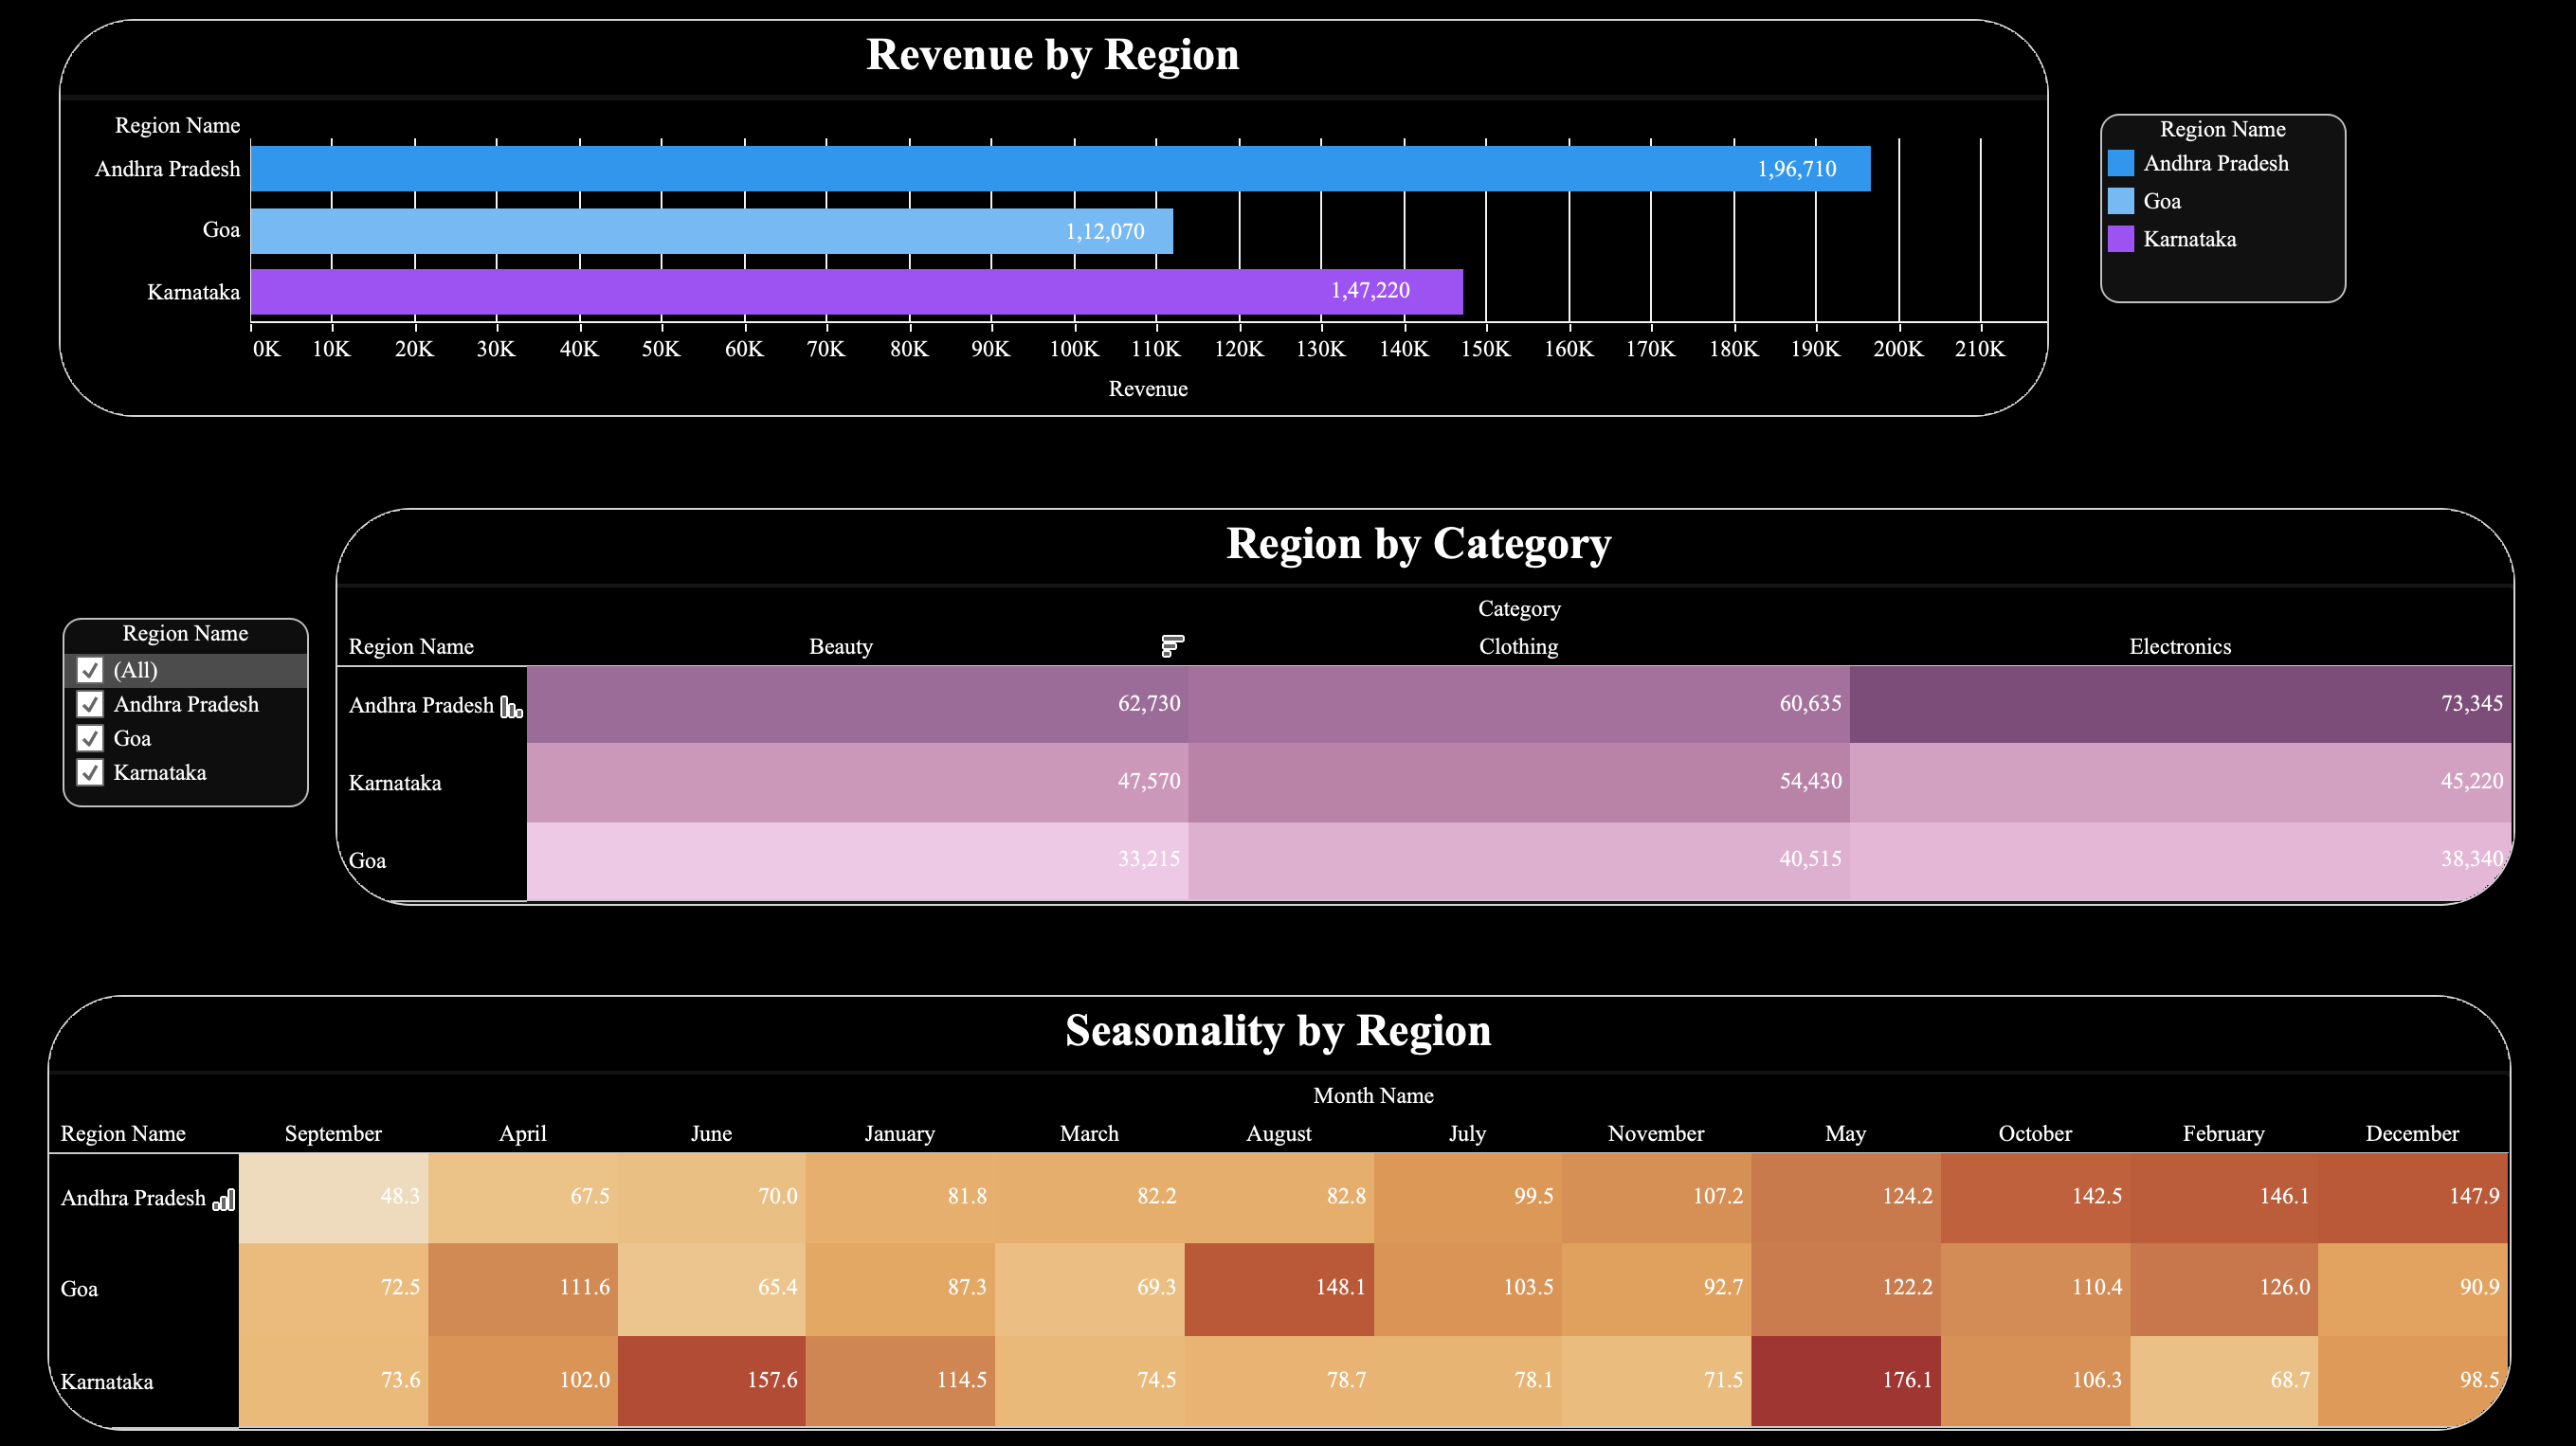 Revenue by Region
Region Name
Andhra Pradesh 1,96,710
Goa 1,12,070
Karnataka 1,47,220
0K 10K 20K 30K 40K 50K 60K 70K 80K 90K 100K 110K 120K 130K 140K 150K 160K 170K 180K 190K 200K 210K
Revenue
Region Name
Andhra Pradesh
Goa
Karnataka
Region Name
(All)
Andhra Pradesh
Goa
Karnataka
Region by Category
Category
Region Name Beauty Clothing Electronics
Andhra Pradesh 62,730 60,635 73,345
Karnataka 47,570 54,430 45,220
Goa 33,215 40,515 38,340
Seasonality by Region
Month Name
Region Name September April June January March August July November May October February December
Andhra Pradesh 48.3 67.5 70.0 81.8 82.2 82.8 99.5 107.2 124.2 142.5 146.1 147.9
Goa 72.5 111.6 65.4 87.3 69.3 148.1 103.5 92.7 122.2 110.4 126.0 90.9
Karnataka 73.6 102.0 157.6 114.5 74.5 78.7 78.1 71.5 176.1 106.3 68.7 98.5